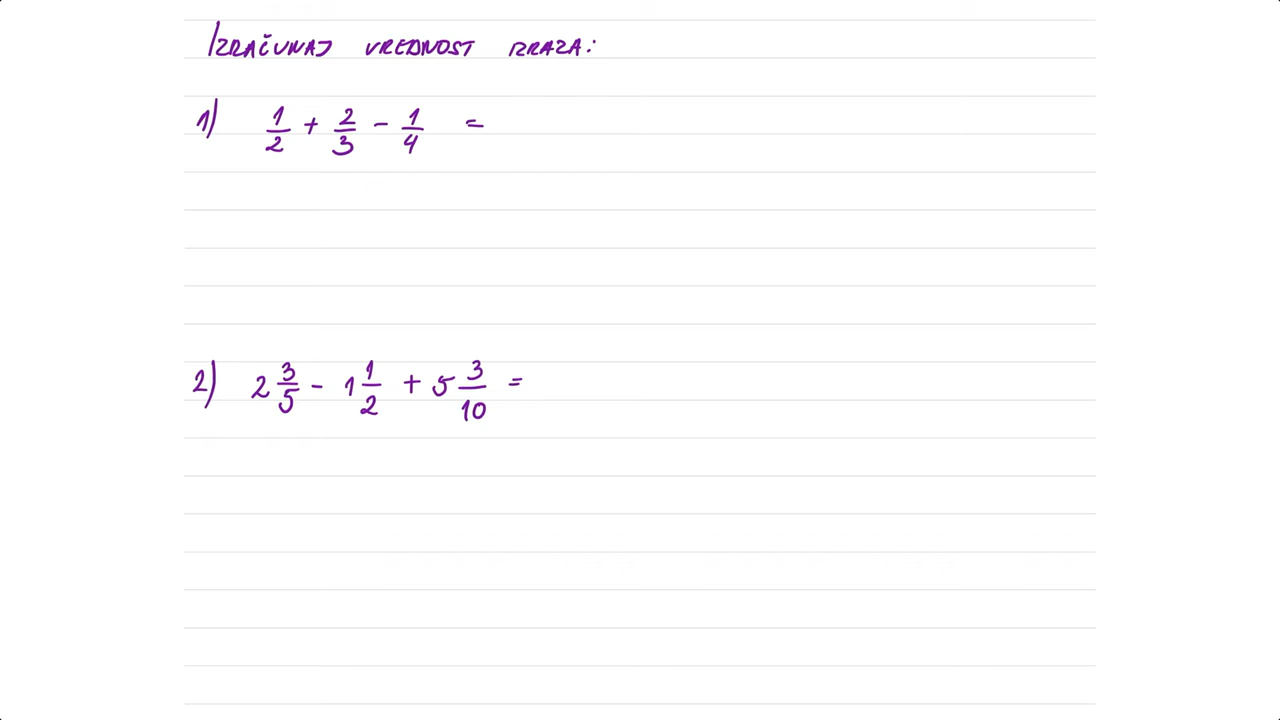 IZRAČUNAJ VREDNOST IZRAZA:
1) 1/2 + 2/3 - 1/4 =
2) 2 3/5 - 1 1/2 + 5 3/10 =